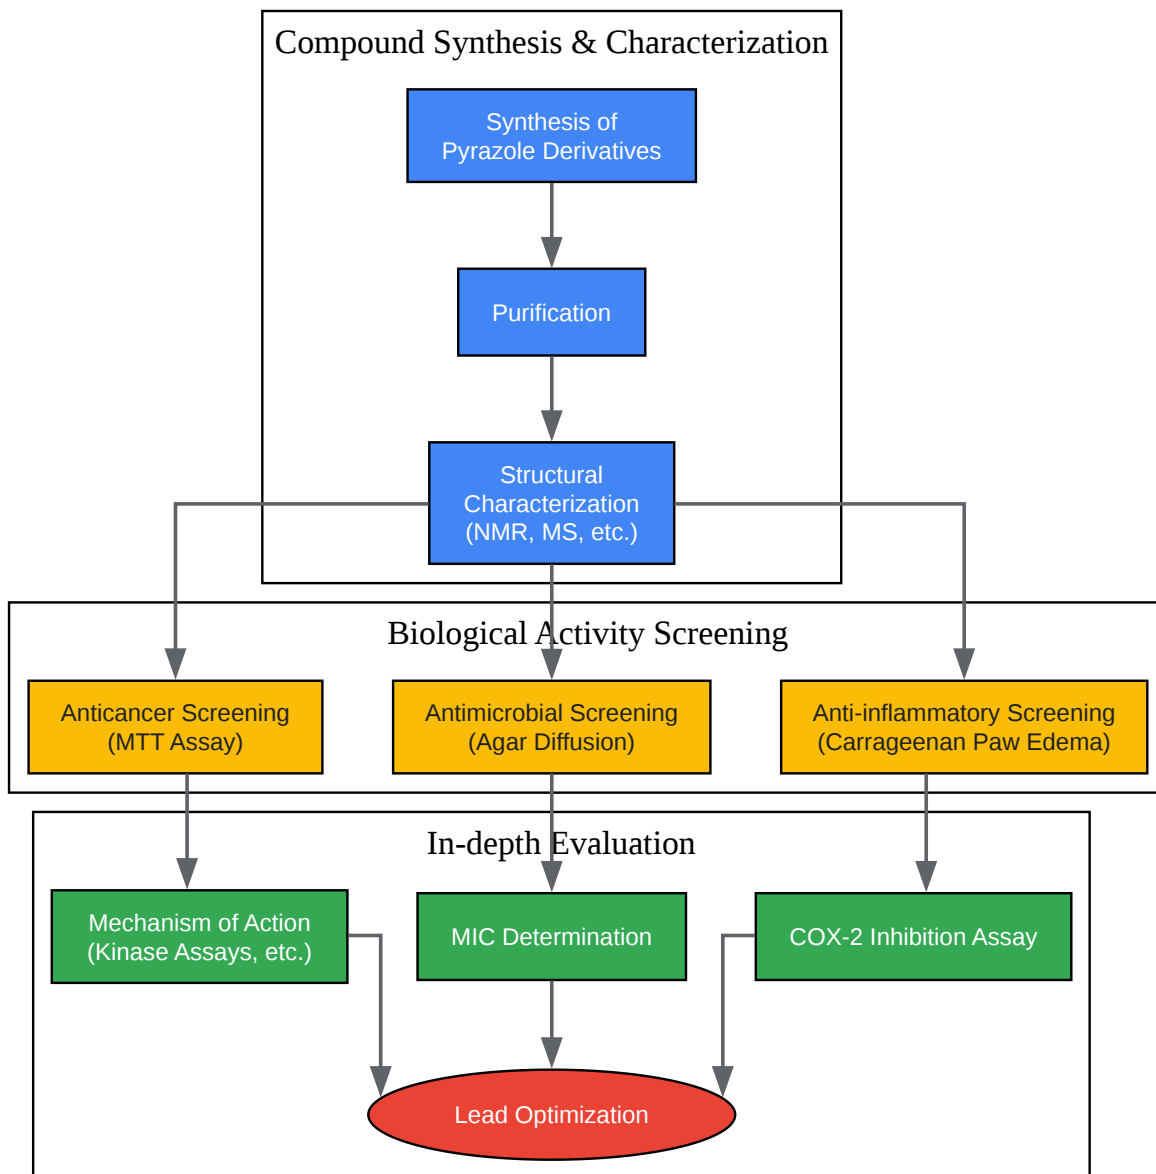 Compound Synthesis & Characterization
Synthesis of
Pyrazole Derivatives
Purification
Structural
Characterization
(NMR, MS, etc.)
Biological Activity Screening
Anticancer Screening
(MTT Assay)
Antimicrobial Screening
(Agar Diffusion)
Anti-inflammatory Screening
(Carrageenan Paw Edema)
In-depth Evaluation
Mechanism of Action
(Kinase Assays, etc.)
MIC Determination
COX-2 Inhibition Assay
Lead Optimization